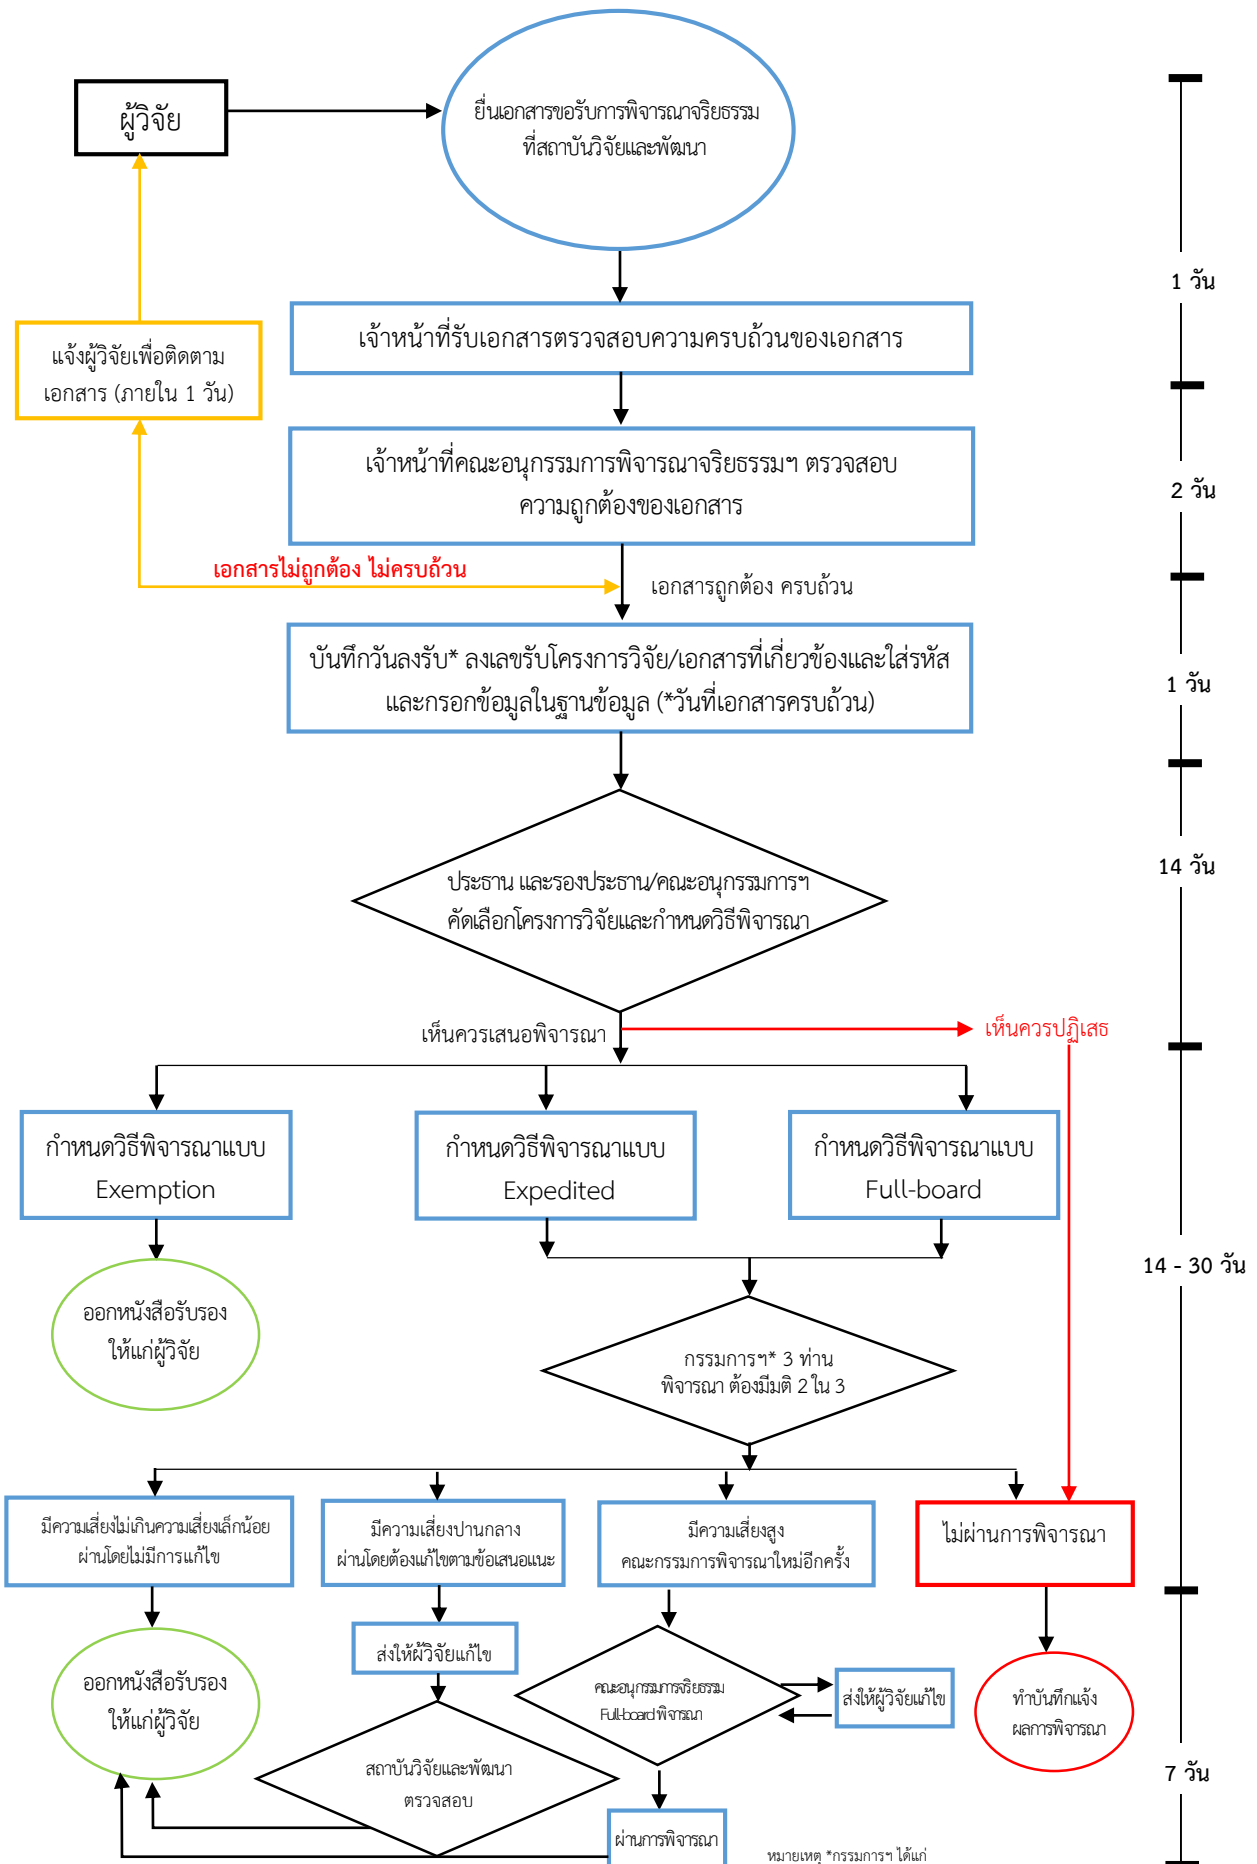 ผู้วิจัย
ยื่นเอกสารขอรับการพิจารณาจริยธรรม
ที่สถาบันวิจัยและพัฒนา
1 วัน
เจ้าหน้าที่รับเอกสารตรวจสอบความครบถ้วนของเอกสาร
แจ้งผู้วิจัยเพื่อติดตาม
เอกสาร (ภายใน 1 วัน)
เจ้าหน้าที่คณะอนุกรรมการพิจารณาจริยธรรมฯ ตรวจสอบ
ความถูกต้องของเอกสาร
2 วัน
เอกสารไม่ถูกต้อง ไม่ครบถ้วน
เอกสารถูกต้อง ครบถ้วน
บันทึกวันลงรับ* ลงเลขรับโครงการวิจัย/เอกสารที่เกี่ยวข้องและใส่รหัส
และกรอกข้อมูลในฐานข้อมูล (*วันที่เอกสารครบถ้วน)
1 วัน
ประธาน และรองประธาน/คณะอนุกรรมการฯ
คัดเลือกโครงการวิจัยและกำหนดวิธีพิจารณา
14 วัน
เห็นควรเสนอพิจารณา
เห็นควรปฏิเสธ
กำหนดวิธีพิจารณาแบบ
Exemption
กำหนดวิธีพิจารณาแบบ
Expedited
กำหนดวิธีพิจารณาแบบ
Full-board
14 - 30 วัน
ออกหนังสือรับรอง
ให้แก่ผู้วิจัย
กรรมการฯ* 3 ท่าน
พิจารณา ต้องมีมติ 2 ใน 3
มีความเสี่ยงไม่เกินความเสี่ยงเล็กน้อย
ผ่านโดยไม่มีการแก้ไข
มีความเสี่ยงปานกลาง
ผ่านโดยต้องแก้ไขตามข้อเสนอแนะ
มีความเสี่ยงสูง
คณะกรรมการพิจารณาใหม่อีกครั้ง
ไม่ผ่านการพิจารณา
ออกหนังสือรับรอง
ให้แก่ผู้วิจัย
ส่งให้ผู้วิจัยแก้ไข
คณะอนุกรรมการจริยธรรม
Full-board พิจารณา
ส่งให้ผู้วิจัยแก้ไข
ทำบันทึกแจ้ง
ผลการพิจารณา
สถาบันวิจัยและพัฒนา
ตรวจสอบ
7 วัน
ผ่านการพิจารณา
หมายเหตุ *กรรมการฯ ได้แก่